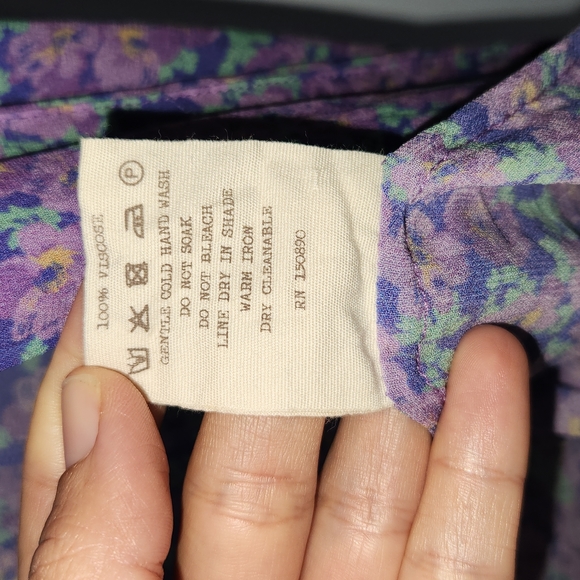 100% VISCOSE
P
GENTLE COLD HAND WASH
DO NOT SOAK
DO NOT BLEACH
LINE DRY IN SHADE
WARM IRON
DRY CLEANABLE
RN 150890